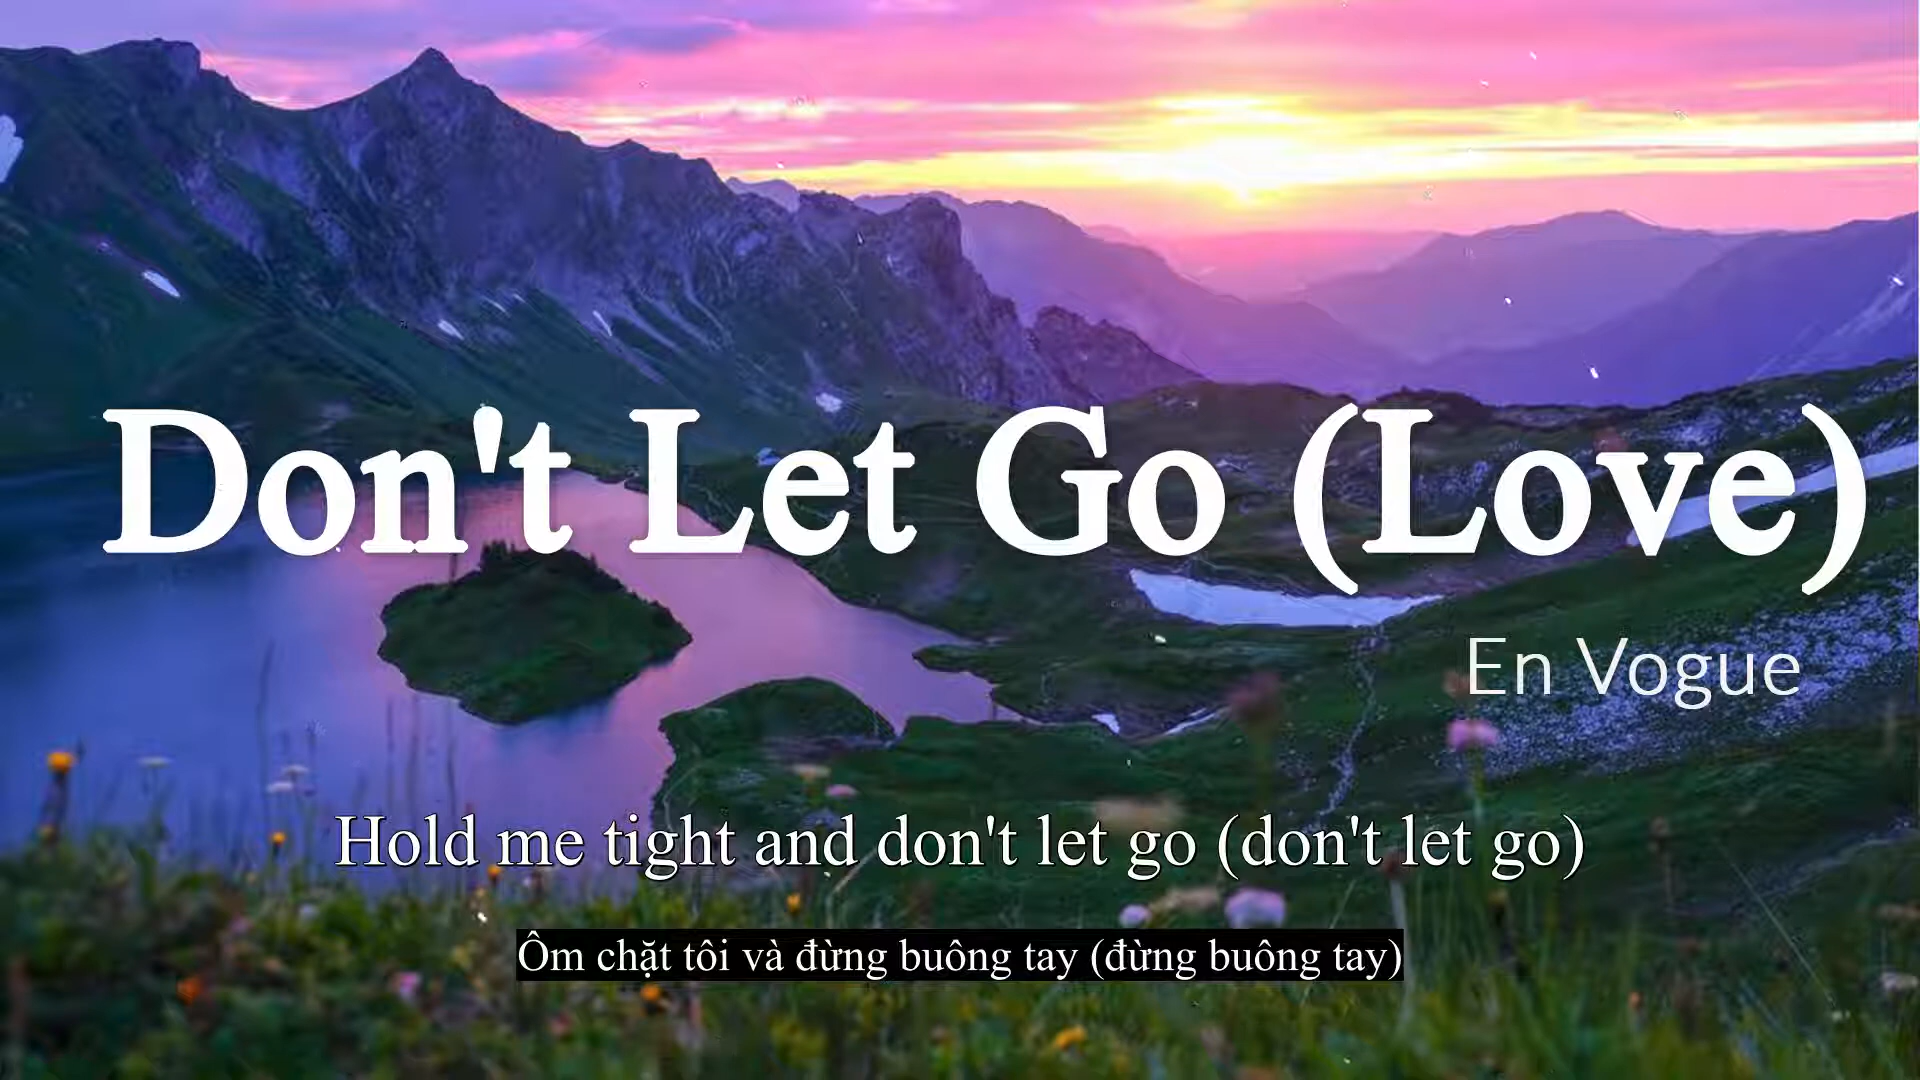 Don't Let Go (Love)
En Vogue
Hold me tight and don't let go (don't let go)
Ôm chặt tôi và đừng buông tay (đừng buông tay)